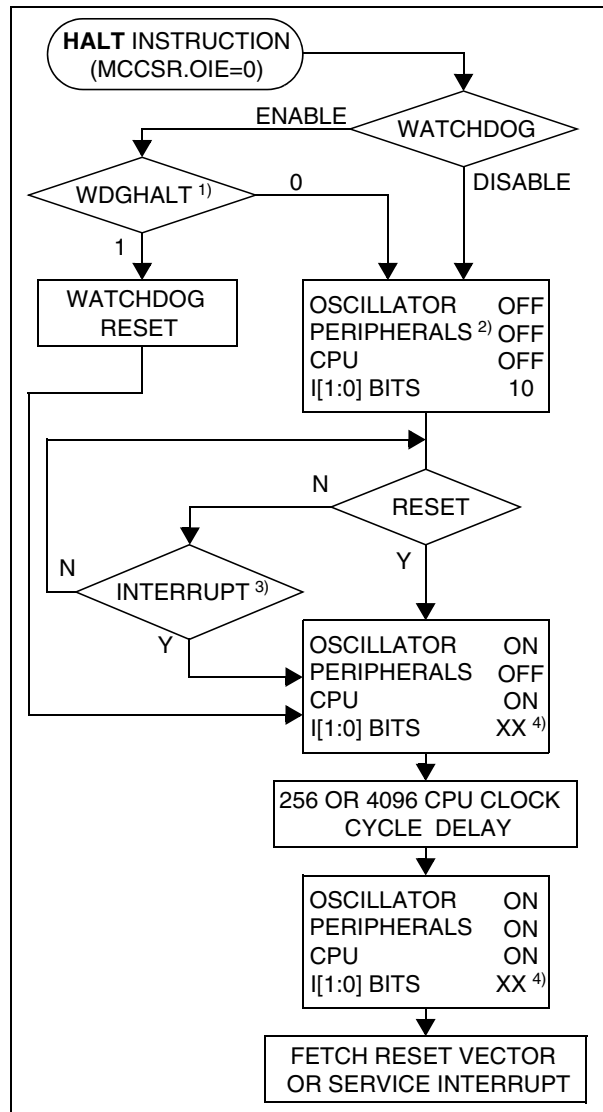 HALT INSTRUCTION
(MCCSR.OIE=0)
ENABLE
WATCHDOG
WDGHALT 1)
0
DISABLE
1
WATCHDOG
RESET
OSCILLATOR OFF
PERIPHERALS 2) OFF
CPU OFF
I[1:0] BITS 10
N
RESET
N
INTERRUPT 3)
Y
Y
OSCILLATOR ON
PERIPHERALS OFF
CPU ON
I[1:0] BITS XX 4)
256 OR 4096 CPU CLOCK
CYCLE DELAY
OSCILLATOR ON
PERIPHERALS ON
CPU ON
I[1:0] BITS XX 4)
FETCH RESET VECTOR
OR SERVICE INTERRUPT